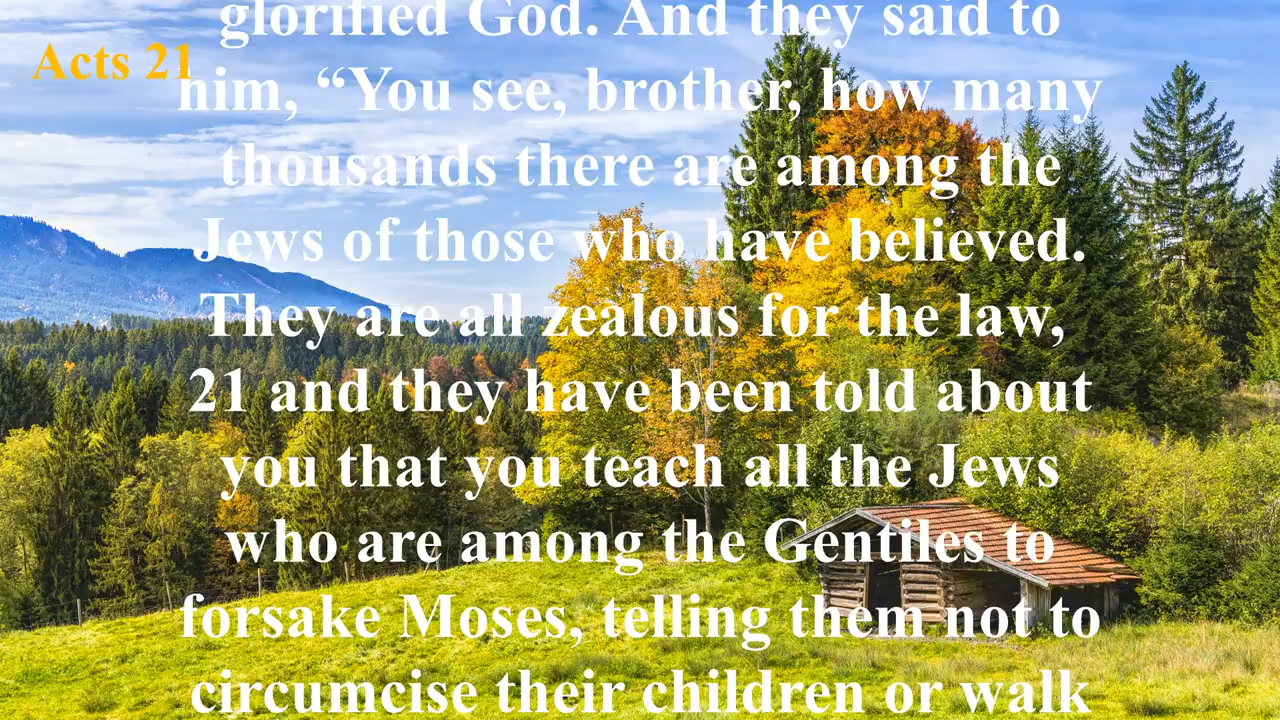 glorified God. And they said to
Acts 21
him, “You see, brother, how many
thousands there are among the
Jews of those who have believed.
They are all zealous for the law,
21 and they have been told about
you that you teach all the Jews
who are among the Gentiles to
forsake Moses, telling them not to
circumcise their children or walk